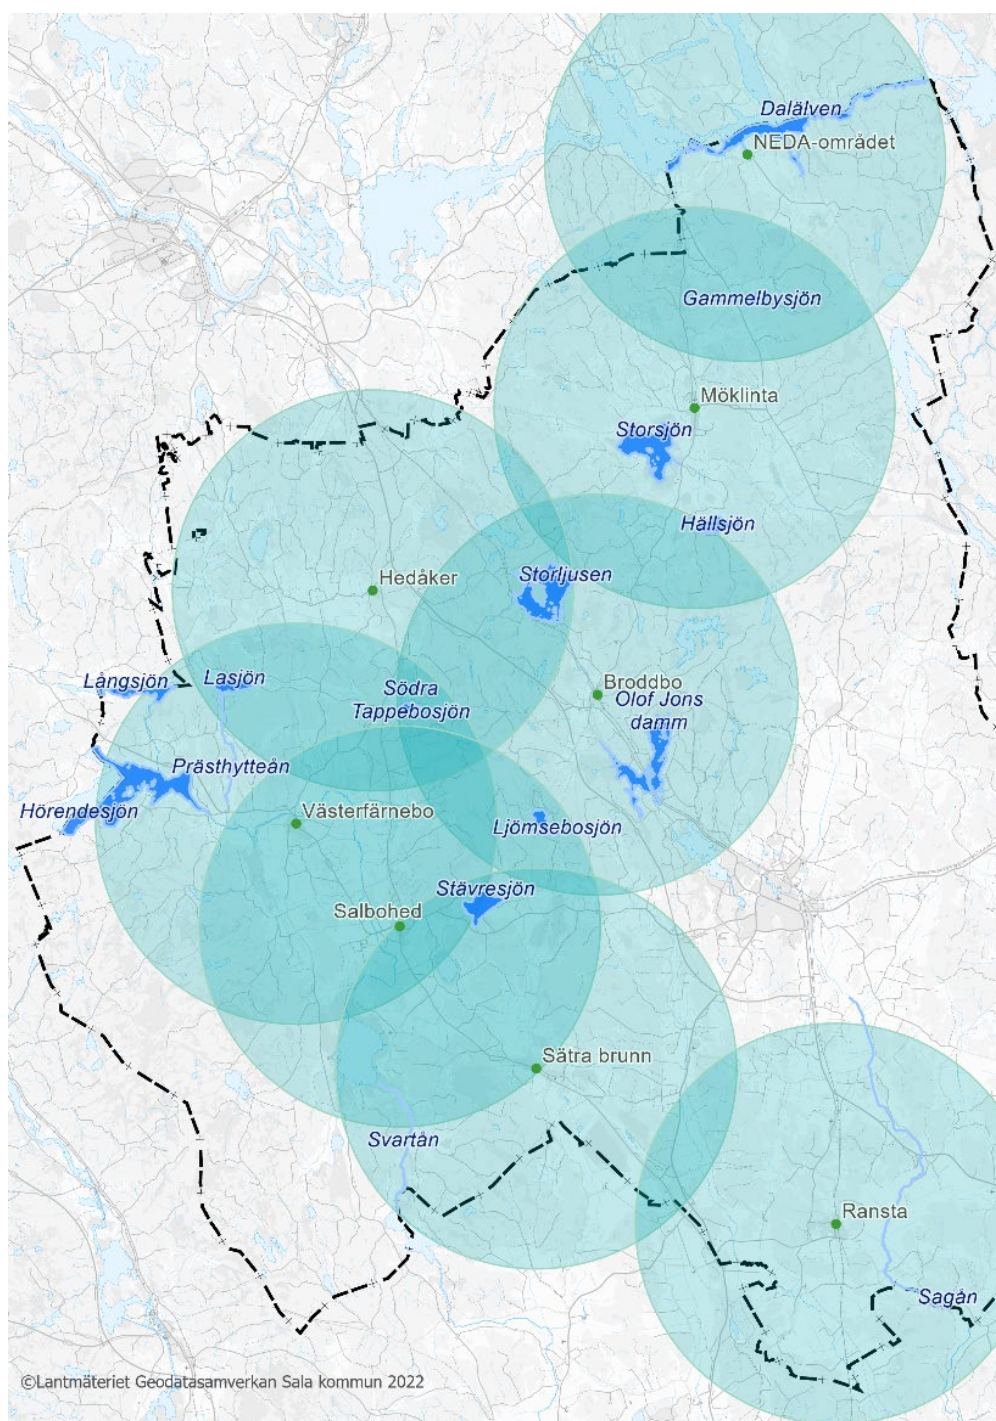 Dalälven
NEDA-området
Gammelbysjön
Möklinta
Storsjön
Hällsjön
Storljusen
Hedåker
Långsjön
Lasjön
Södra
Tappebosjön
Broddbo
Olof Jons
damm
Prästhytteån
Hörendesjön
Västerfärnebo
Ljömsebosjön
Stävresjön
Salbohed
Sätra brunn
Svartån
Ransta
Sagån
©Lantmäteriet Geodatasamverkan Sala kommun 2022